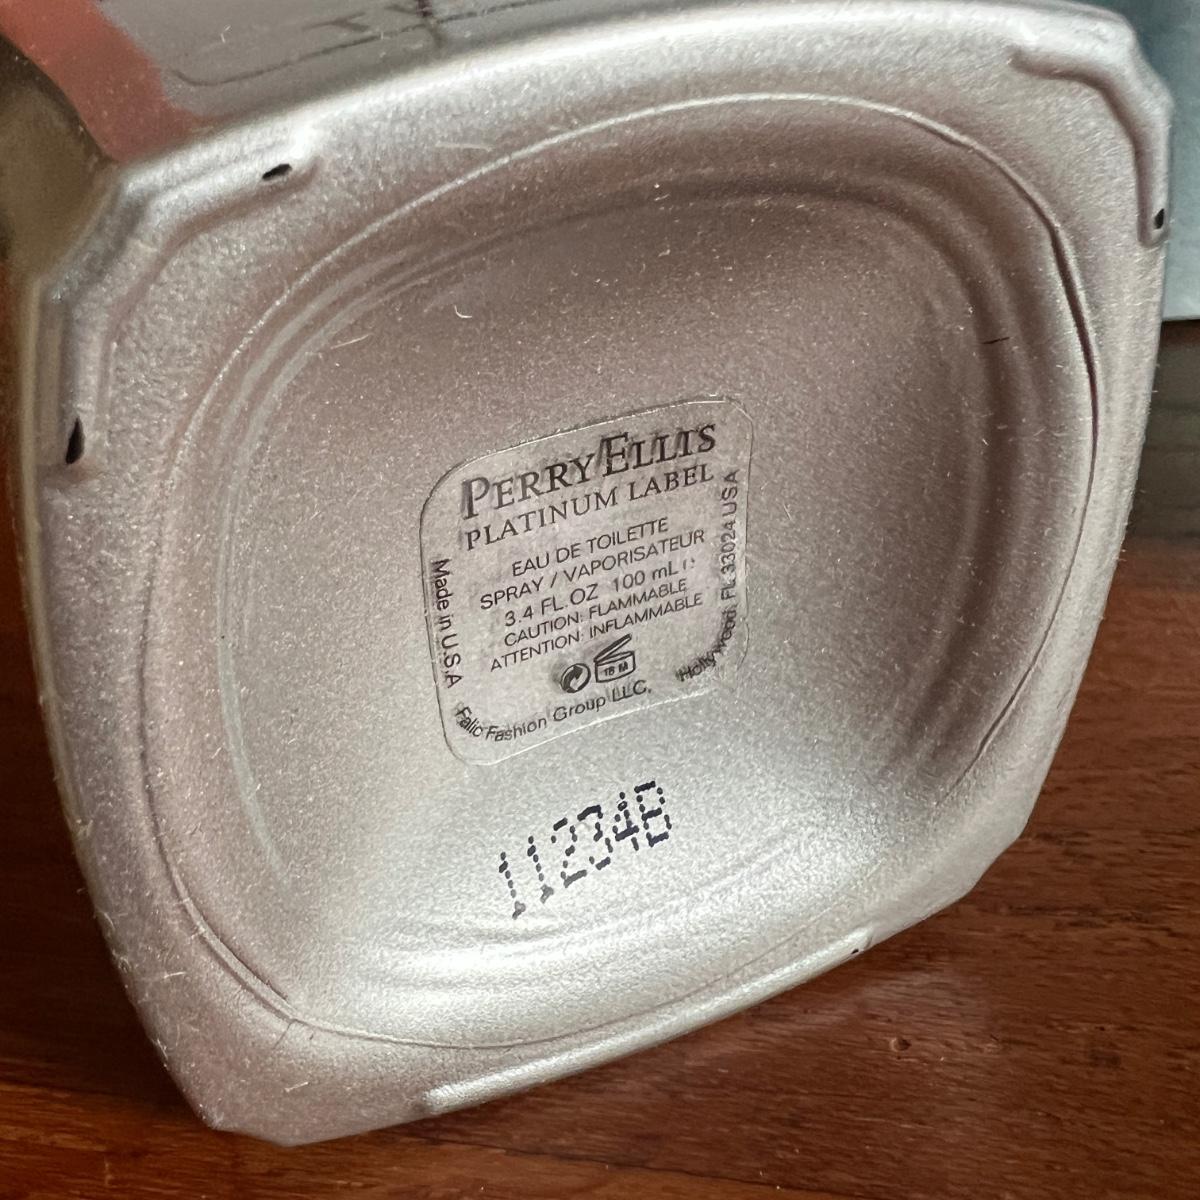 PERRY ELLIS
PLATINUM LABEL
EAU DE TOILETTE
SPRAY / VAPORISATEUR
3.4 FL.OZ 100 mL e
CAUTION: FLAMMABLE
ATTENTION: INFLAMMABLE
18 M
Made in U.S.A
Falic Fashion Group LLC,
Hollywood, FL 33024 USA
11234B